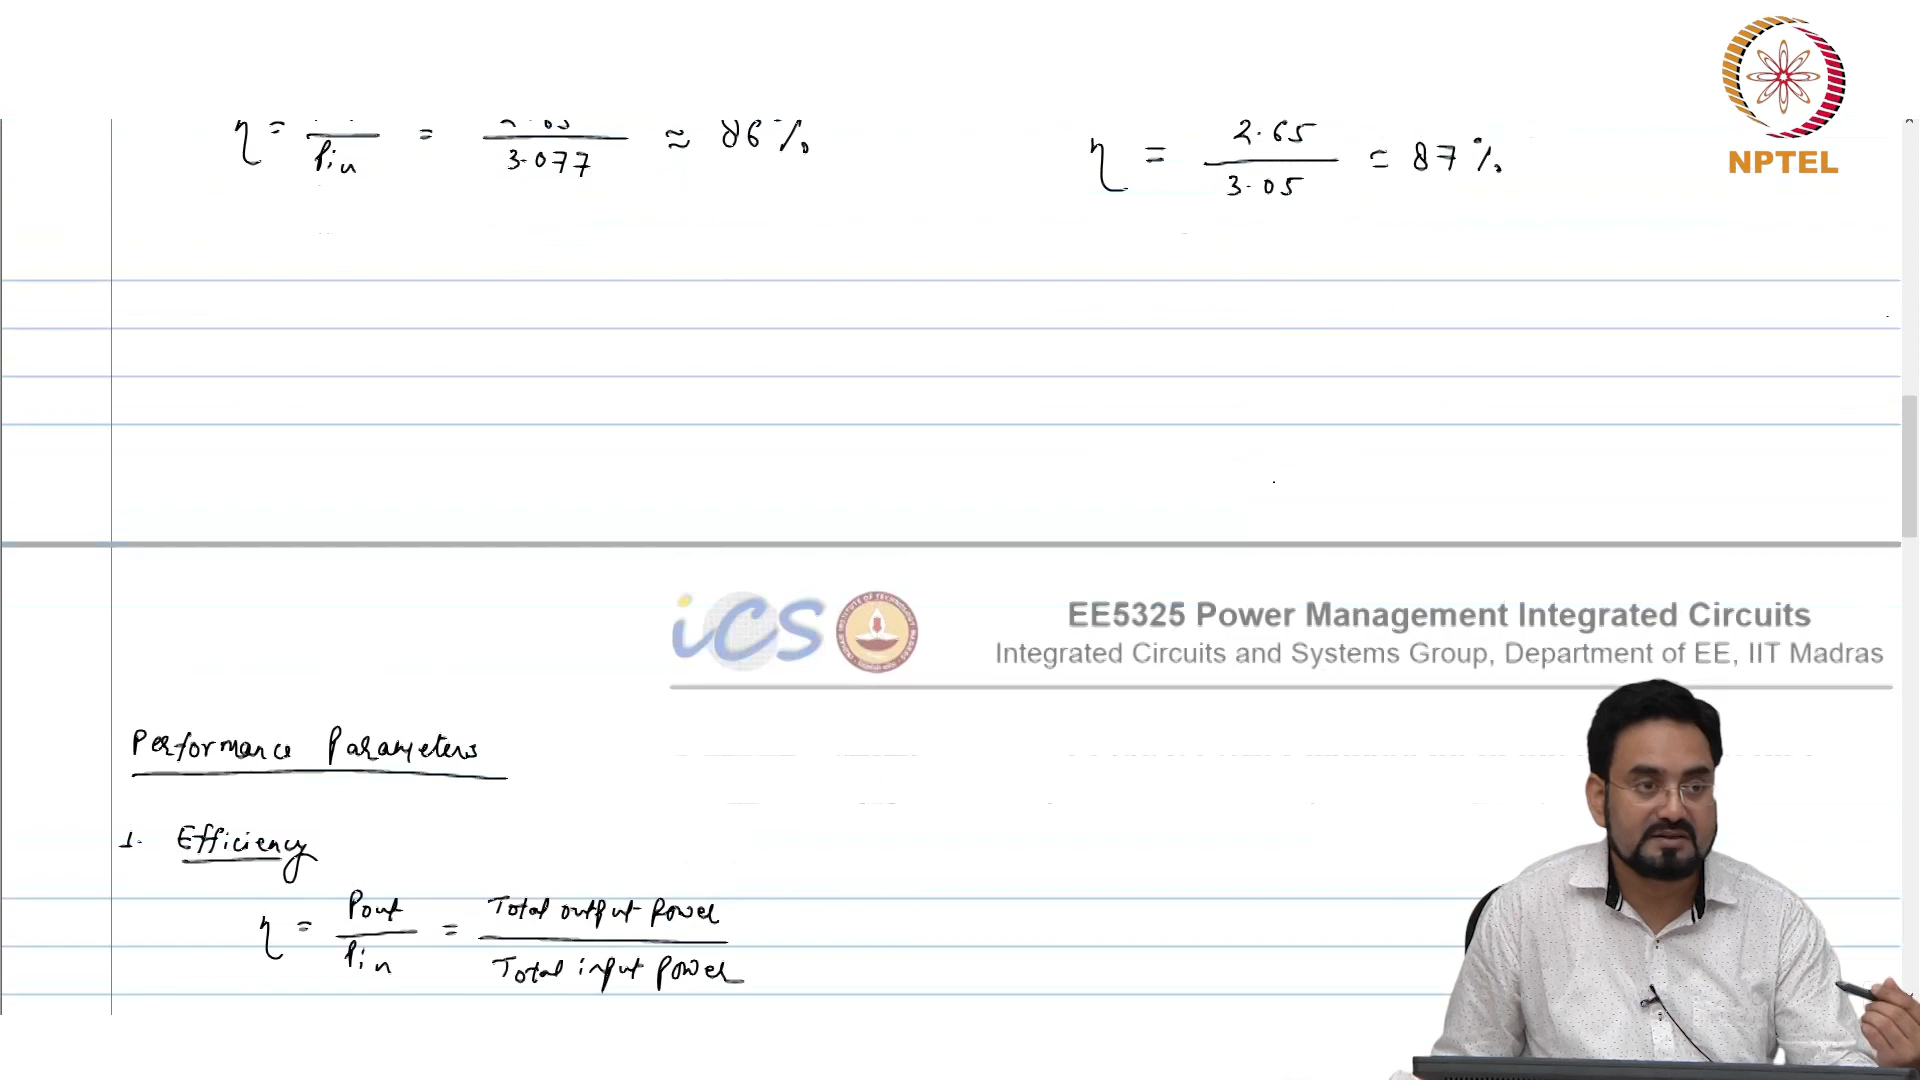 NPTEL
η = Pin = 3.077 ≈ 86%
η = 2.65 / 3.05 = 87%
iCS
EE5325 Power Management Integrated Circuits
Integrated Circuits and Systems Group, Department of EE, IIT Madras
Performance Parameters
1. Efficiency
η = Pout / Pin = Total output Power / Total input power